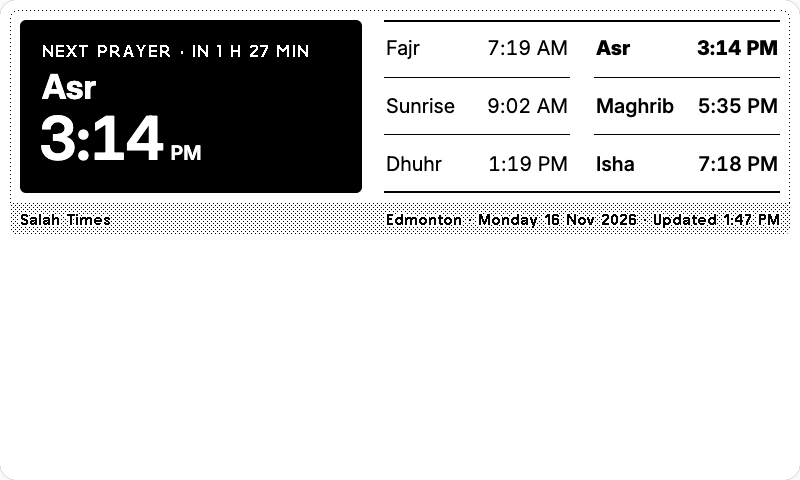 NEXT PRAYER · IN 1 H 27 MIN
Asr
3:14 PM
Fajr 7:19 AM
Sunrise 9:02 AM
Dhuhr 1:19 PM
Asr 3:14 PM
Maghrib 5:35 PM
Isha 7:18 PM
Salah Times
Edmonton · Monday 16 Nov 2026 · Updated 1:47 PM